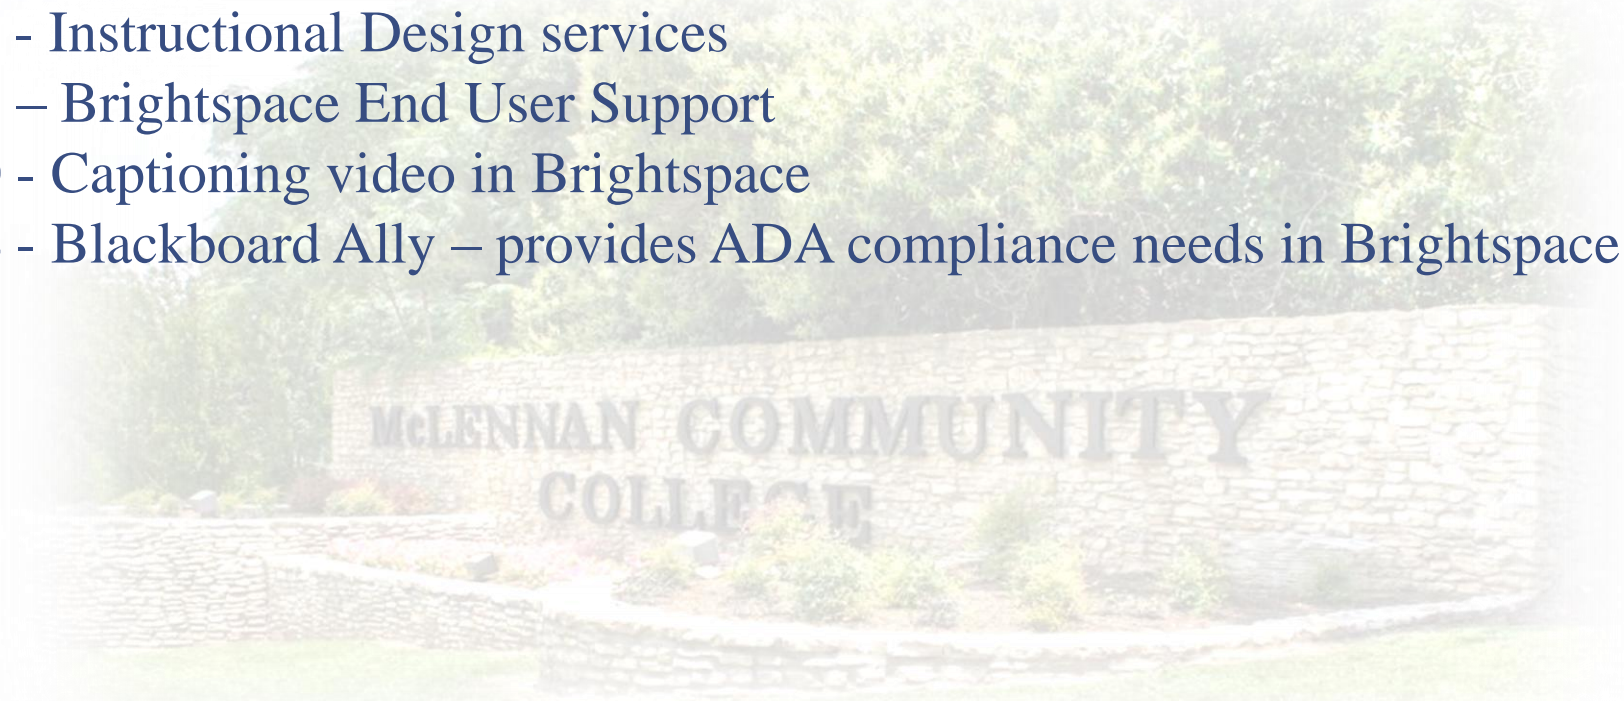 - Instructional Design services
– Brightspace End User Support
- Captioning video in Brightspace
- Blackboard Ally – provides ADA compliance needs in Brightspace
McLENNAN COMMUNITY
COLLEGE